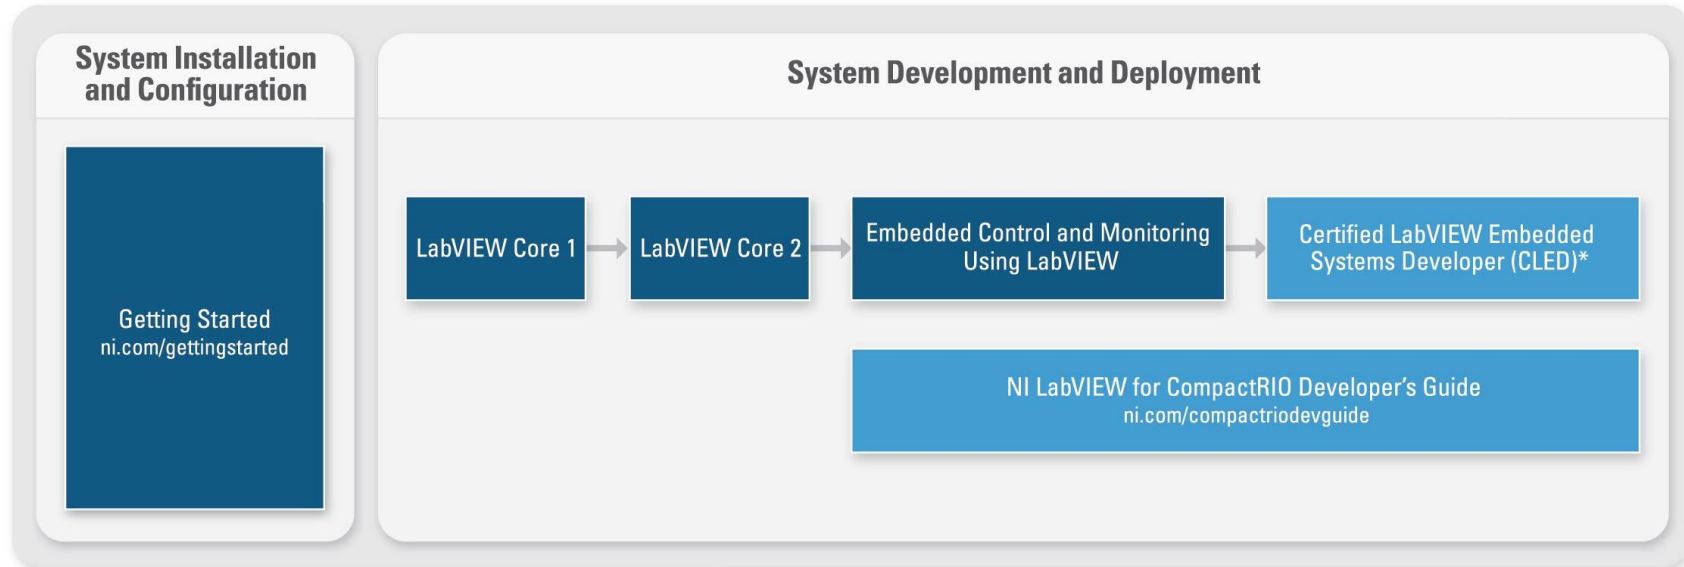 System Installation
and Configuration
Getting Started
ni.com/gettingstarted
System Development and Deployment
LabVIEW Core 1
LabVIEW Core 2
Embedded Control and Monitoring
Using LabVIEW
Certified LabVIEW Embedded
Systems Developer (CLED)*
NI LabVIEW for CompactRIO Developer's Guide
ni.com/compactriodevguide